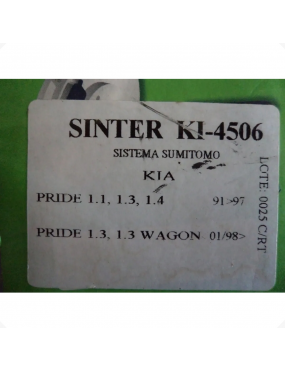 SINTER KI-4506
SISTEMA SUMITOMO
KIA
PRIDE 1.1, 1.3, 1.4 91>97
PRIDE 1.3, 1.3 WAGON 01/98>
LOTE: 0025 C/RT